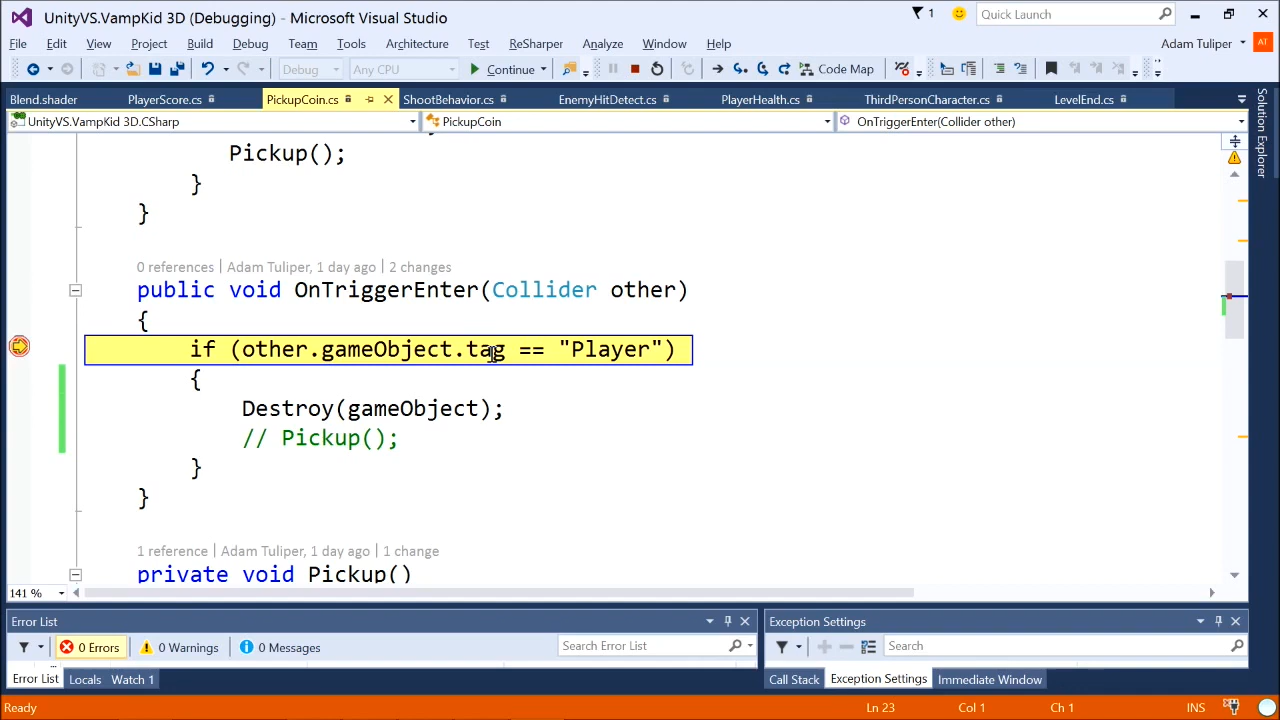 UnityVS.VampKid 3D (Debugging) - Microsoft Visual Studio
1
Quick Launch
File Edit View Project Build Debug Team Tools Architecture Test ReSharper Analyze Window Help
Adam Tuliper
AT
Debug
Any CPU
Continue
Code Map
Blend.shader
PlayerScore.cs
PickupCoin.cs
ShootBehavior.cs
EnemyHitDetect.cs
PlayerHealth.cs
ThirdPersonCharacter.cs
LevelEnd.cs
UnityVS.VampKid 3D.CSharp
PickupCoin
OnTriggerEnter(Collider other)
Solution Explorer
Pickup();
}
}
0 references | Adam Tuliper, 1 day ago | 2 changes
public void OnTriggerEnter(Collider other)
{
if (other.gameObject.tag == "Player")
{
Destroy(gameObject);
// Pickup();
}
}
1 reference | Adam Tuliper, 1 day ago | 1 change
private void Pickup()
141 %
Error List
0 Errors
0 Warnings
0 Messages
Search Error List
Error List Locals Watch 1
Exception Settings
Search
Call Stack Exception Settings Immediate Window
Ready
Ln 23
Col 1
Ch 1
INS